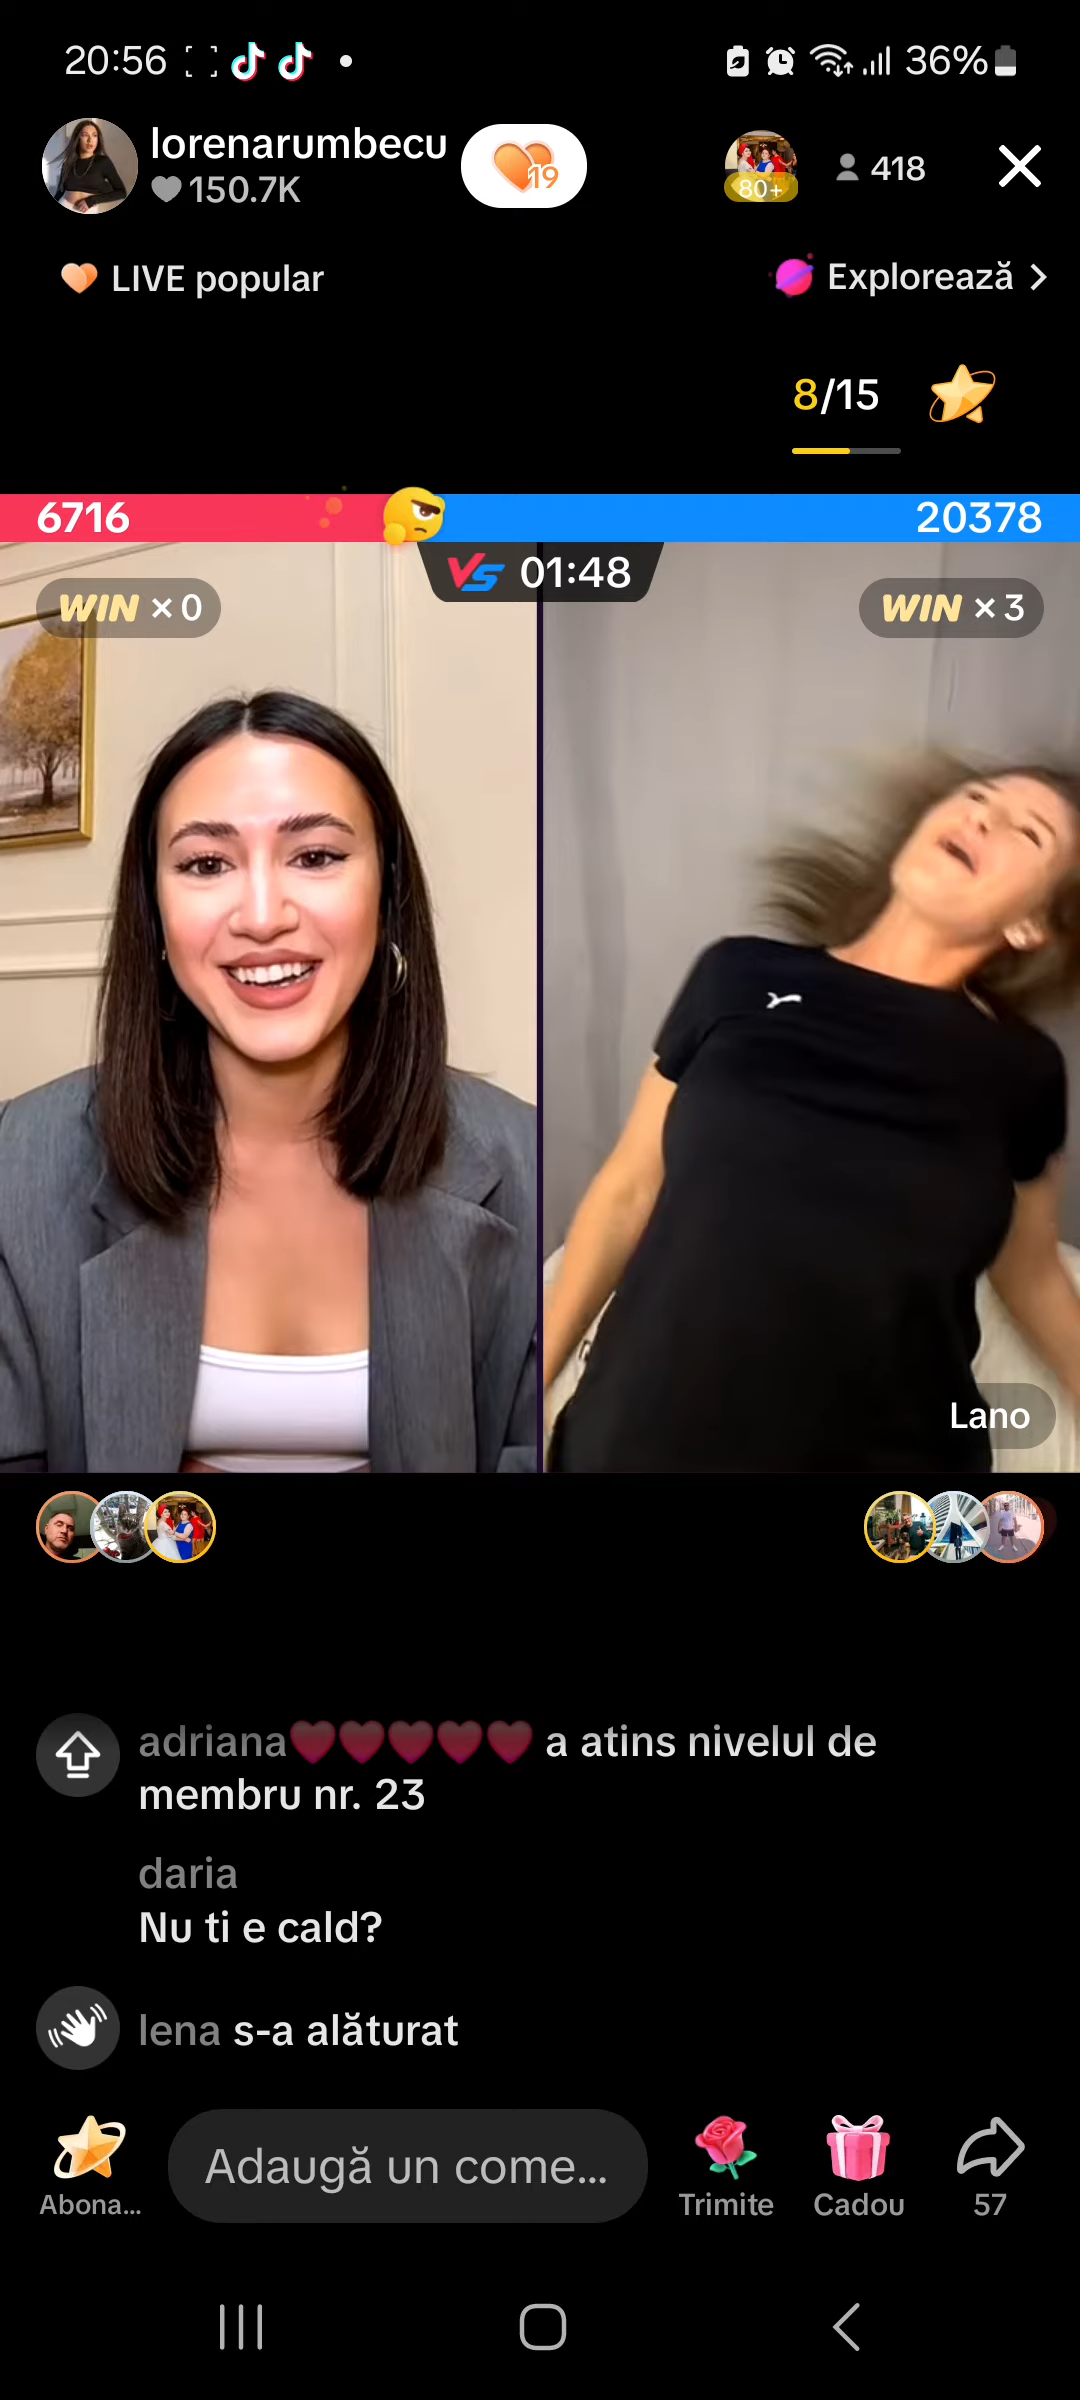 20:56
36%
lorenarumbecu
150.7K
19
80+
418
LIVE popular
Explorează
8/15
6716
20378
VS 01:48
WIN × 0
WIN × 3
Lano
adriana❤❤❤❤❤ a atins nivelul de
membru nr. 23
daria
Nu ti e cald?
lena s-a alăturat
Abona...
Adaugă un come...
Trimite
Cadou
57